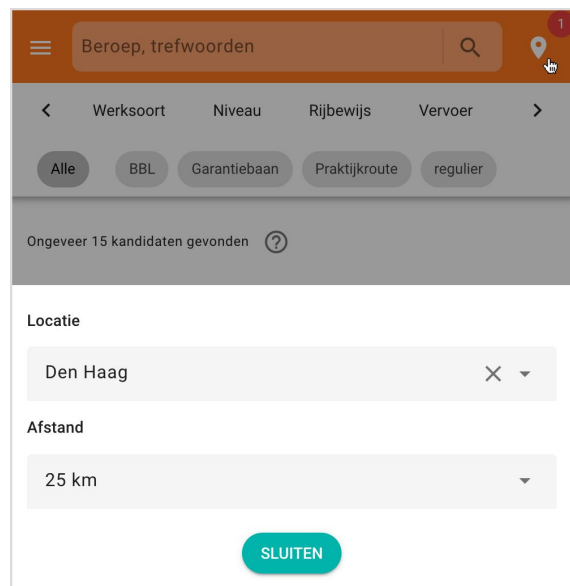 Beroep, trefwoorden 1
Werksoort Niveau Rijbewijs Vervoer
Alle BBL Garantiebaan Praktijkroute regulier
Ongeveer 15 kandidaten gevonden ?
Locatie
Den Haag
Afstand
25 km
SLUITEN